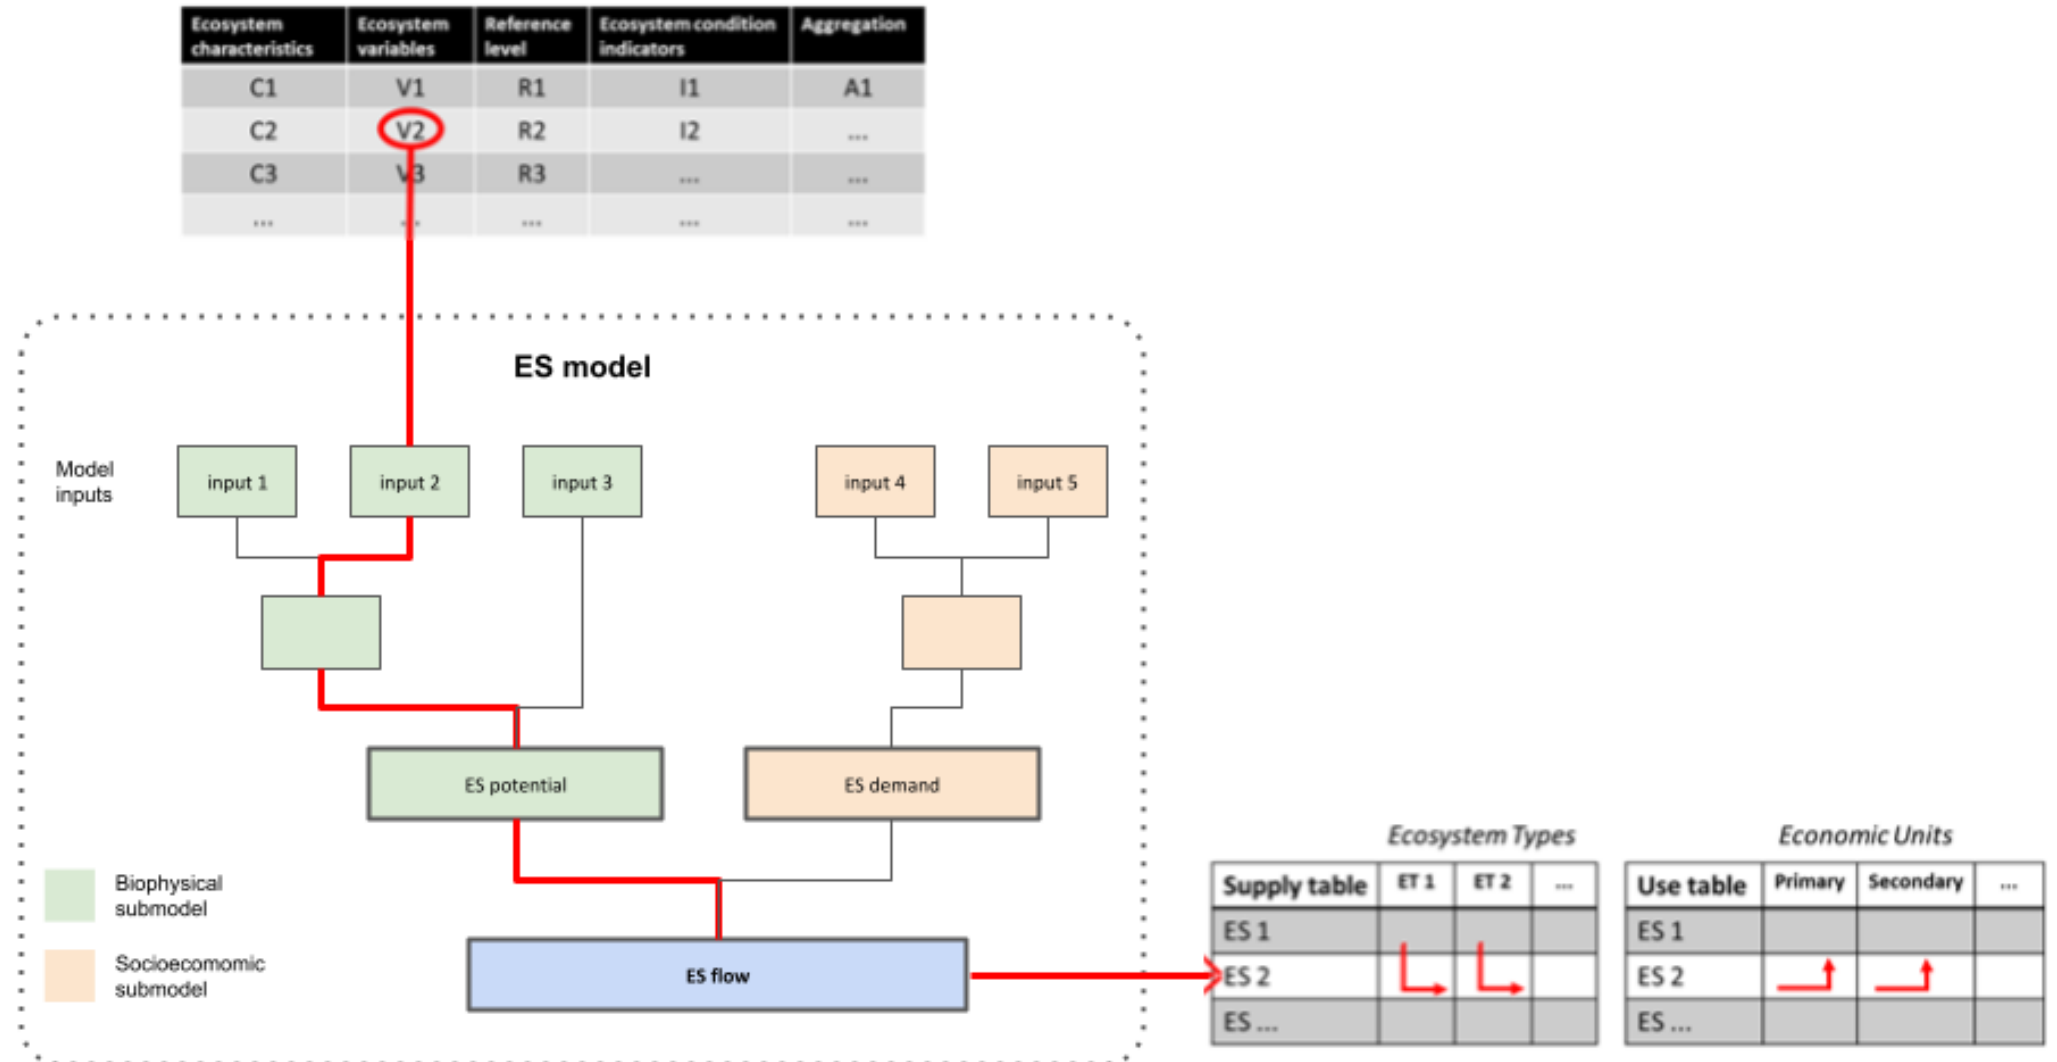 Ecosystem characteristics Ecosystem variables Reference level Ecosystem condition indicators Aggregation
C1 V1 R1 I1 A1
C2 V2 R2 I2 ...
C3 V3 R3 ... ...
... ... ... ... ...
ES model
Model
inputs
input 1 input 2 input 3 input 4 input 5
ES potential ES demand
Biophysical
submodel
Socioecomomic
submodel
ES flow
Ecosystem Types
Supply table ET 1 ET 2 ...
ES 1
ES 2
ES ...
Economic Units
Use table Primary Secondary ...
ES 1
ES 2
ES ...